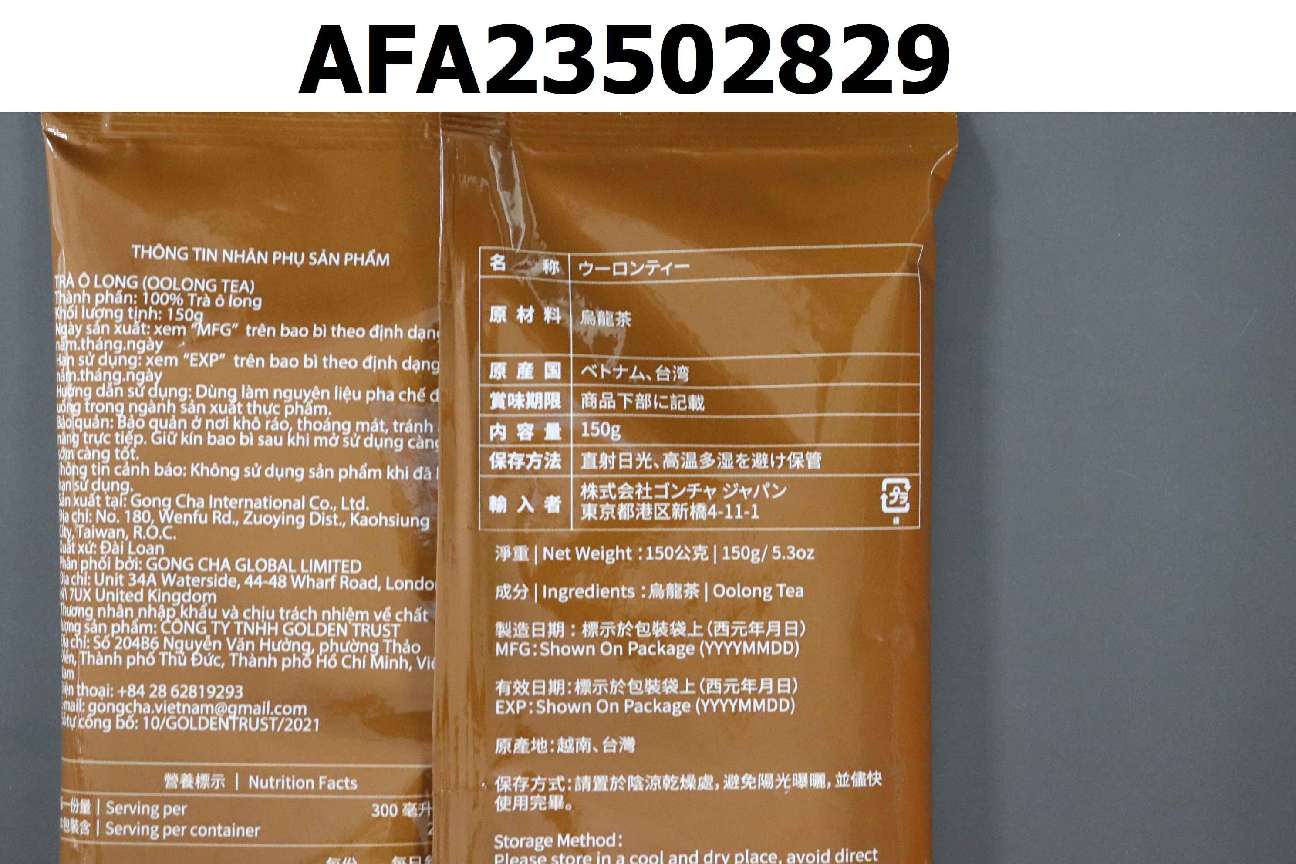 AFA23502829
THÔNG TIN NHÃN PHỤ SẢN PHẨM
TRÀ Ô LONG (OOLONG TEA)
Thành phần: 100% Trà ô long
Khối lượng tịnh: 150g
Ngày sản xuất: xem “MFG” trên bao bì theo định dạng
năm.tháng.ngày
Hạn sử dụng: xem “EXP” trên bao bì theo định dạng
năm.tháng.ngày
Hướng dẫn sử dụng: Dùng làm nguyên liệu pha chế đ
uống trong ngành sản xuất thực phẩm.
Bảo quản: Bảo quản ở nơi khô ráo, thoáng mát, tránh
nắng trực tiếp. Giữ kín bao bì sau khi mở sử dụng càng
sớm càng tốt.
Thông tin cảnh báo: Không sử dụng sản phẩm khi đã
hạn sử dụng.
Sản xuất tại: Gong Cha International Co., Ltd.
Địa chỉ: No. 180, Wenfu Rd., Zuoying Dist., Kaohsiung
City, Taiwan, R.O.C.
Xuất xứ: Đài Loan
Phân phối bởi: GONG CHA GLOBAL LIMITED
Địa chỉ: Unit 34A Waterside, 44-48 Wharf Road, Londo
N1 7UX United Kingdom
Thương nhân nhập khẩu và chịu trách nhiệm về chất
lượng sản phẩm: CÔNG TY TNHH GOLDEN TRUST
Địa chỉ: Số 204B6 Nguyễn Văn Hưởng, phường Thảo
Điền, Thành phố Thủ Đức, Thành phố Hồ Chí Minh, Việ
Nam
Điện thoại: +84 28 62819293
Email: gongcha.vietnam@gmail.com
Số tự công bố: 10/GOLDENTRUST/2021
營養標示 | Nutrition Facts
一份量 | Serving per 300 毫升
包裝含 | Serving per container
每份 每日
名称 ウーロンティー
原材料 烏龍茶
原産国 ベトナム、台湾
賞味期限 商品下部に記載
内容量 150g
保存方法 直射日光、高温多湿を避け保管
輸入者 株式会社ゴンチャ ジャパン
東京都港区新橋4-11-1
プラ
淨重 | Net Weight：150公克 | 150g/ 5.3oz
成分 | Ingredients：烏龍茶 | Oolong Tea
製造日期：標示於包裝袋上（西元年月日）
MFG：Shown On Package (YYYYMMDD)
有效日期：標示於包裝袋上（西元年月日）
EXP：Shown On Package (YYYYMMDD)
原產地：越南、台灣
保存方式：請置於陰涼乾燥處，避免陽光曝曬，並儘快
使用完畢。
Storage Method：
Please store in a cool and dry place, avoid direct